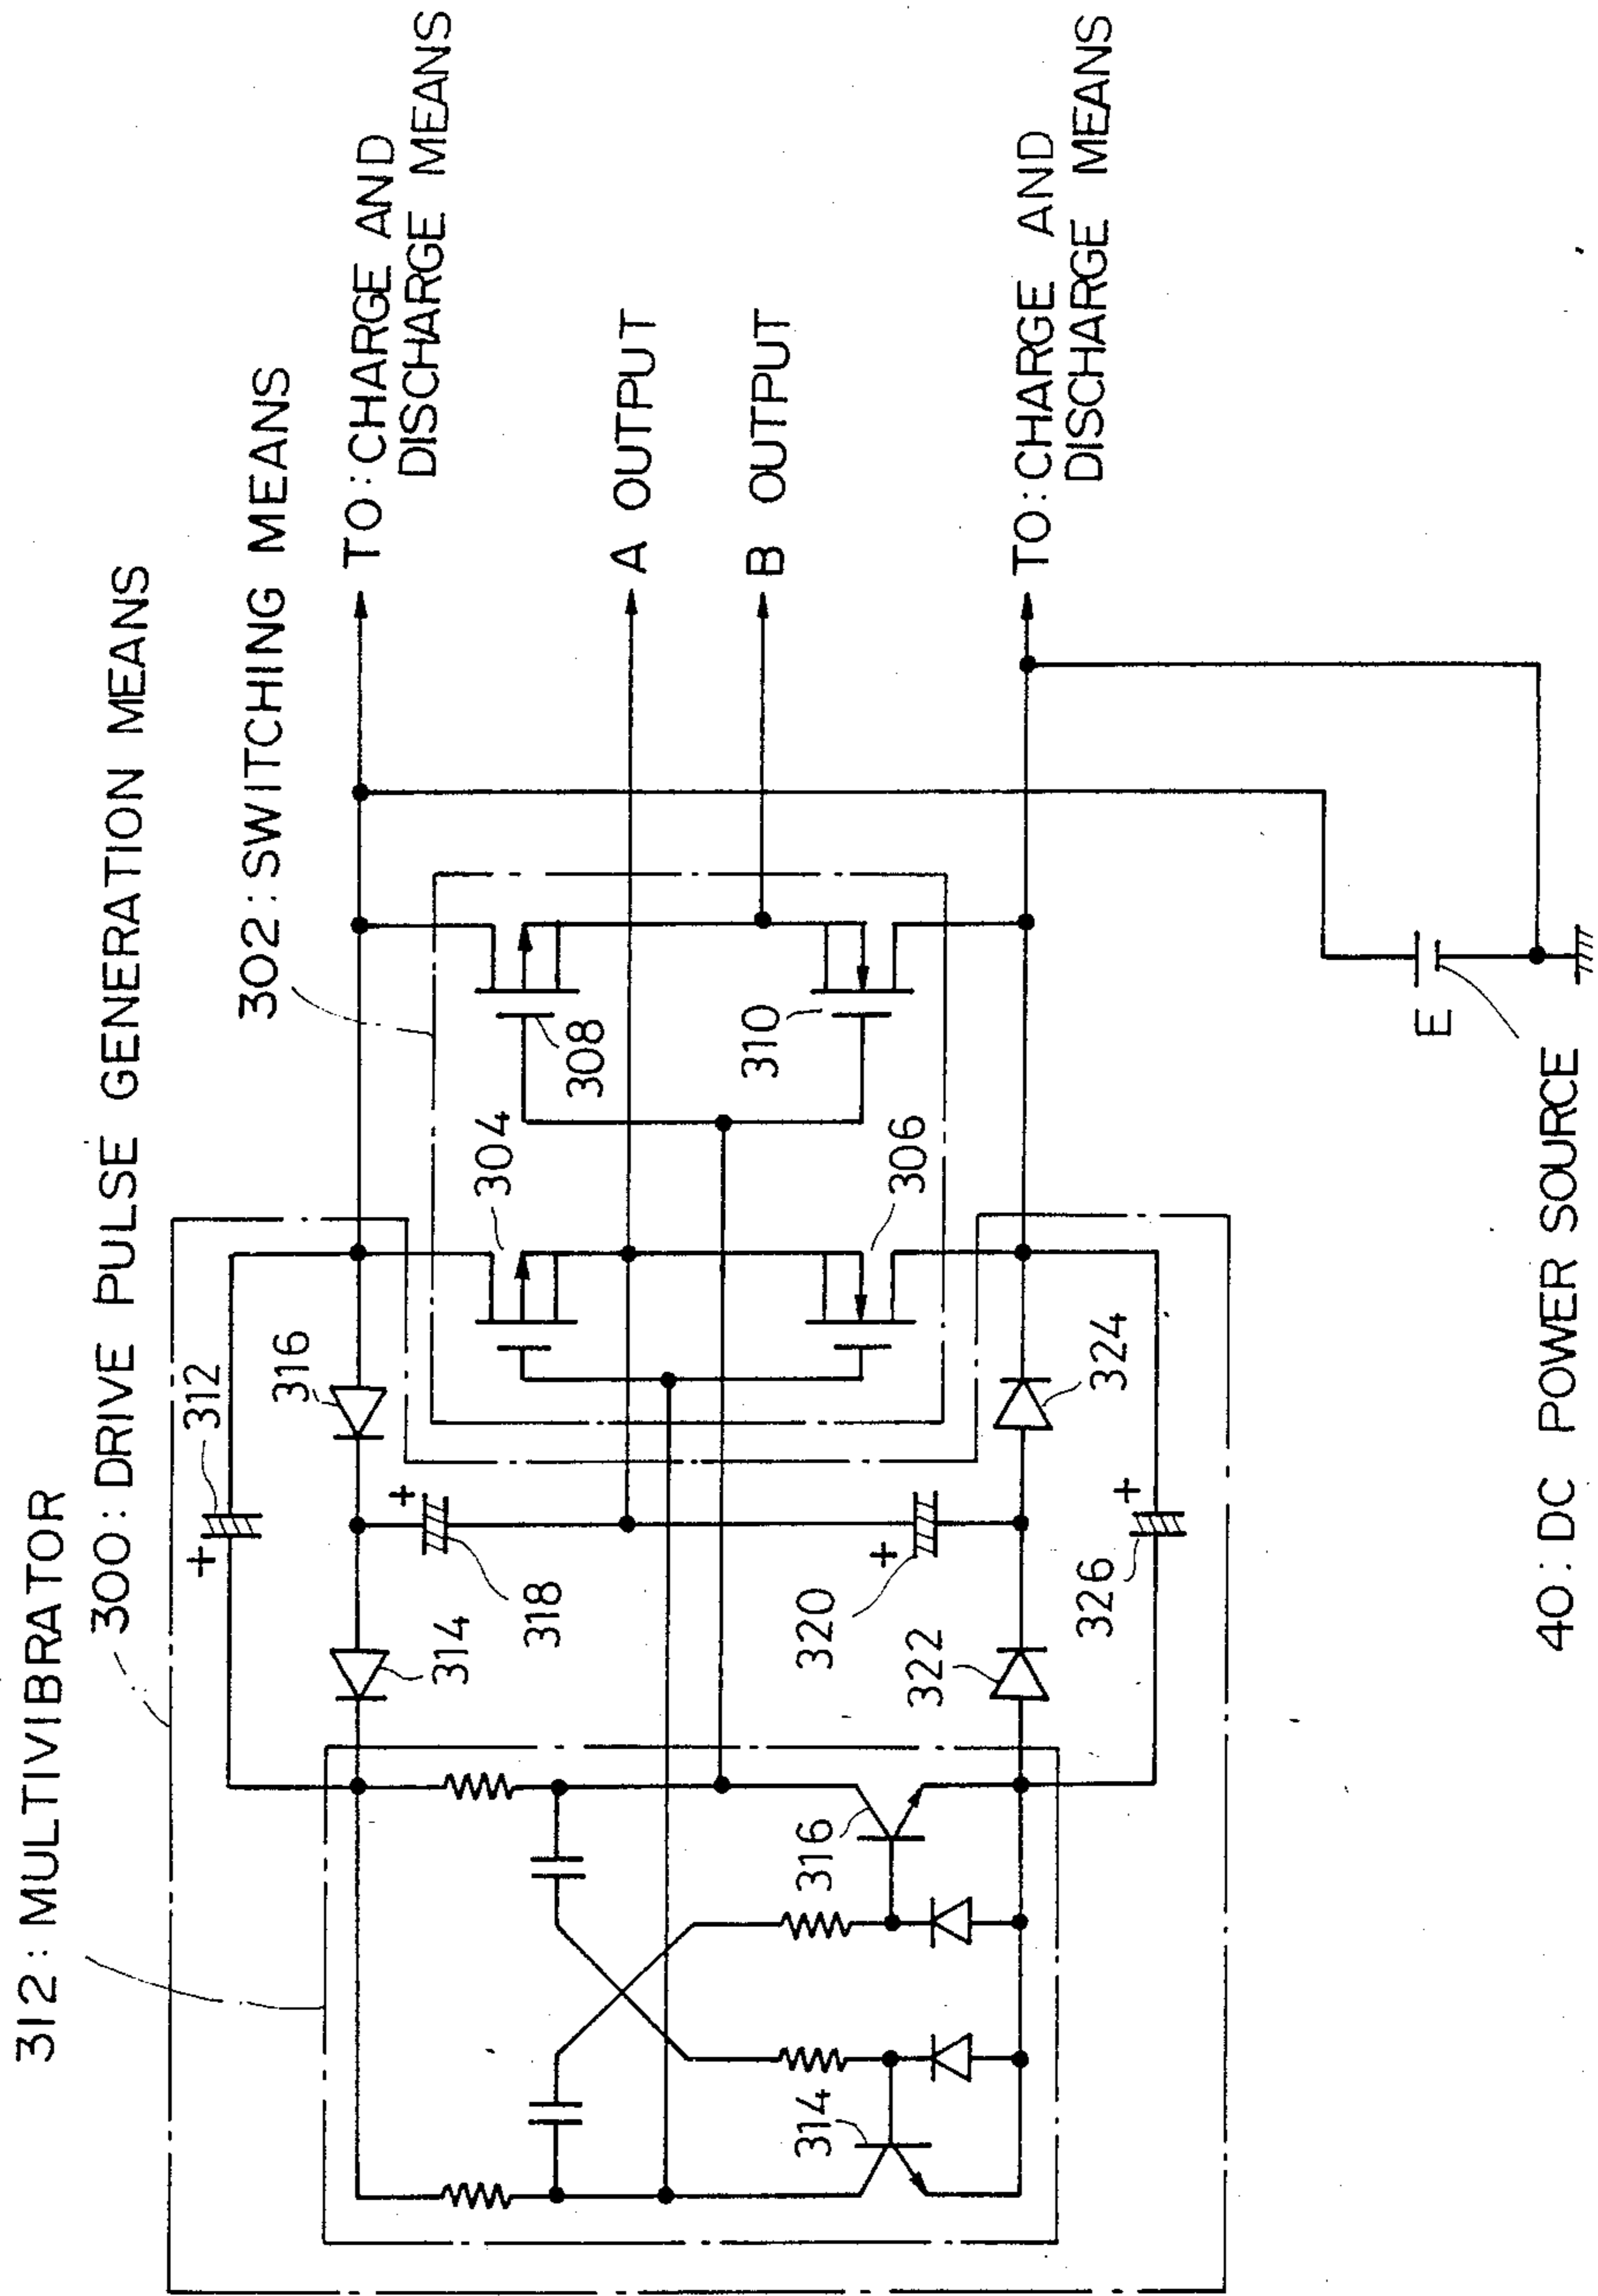 312: MULTIVIBRATOR
300: DRIVE PULSE GENERATION MEANS
302: SWITCHING MEANS
TO: CHARGE AND
DISCHARGE MEANS
A OUTPUT
B OUTPUT
TO: CHARGE AND
DISCHARGE MEANS
312
+
316
314
+
318
304
308
310
306
+
320
322
324
326
+
314
316
E
40: DC POWER SOURCE